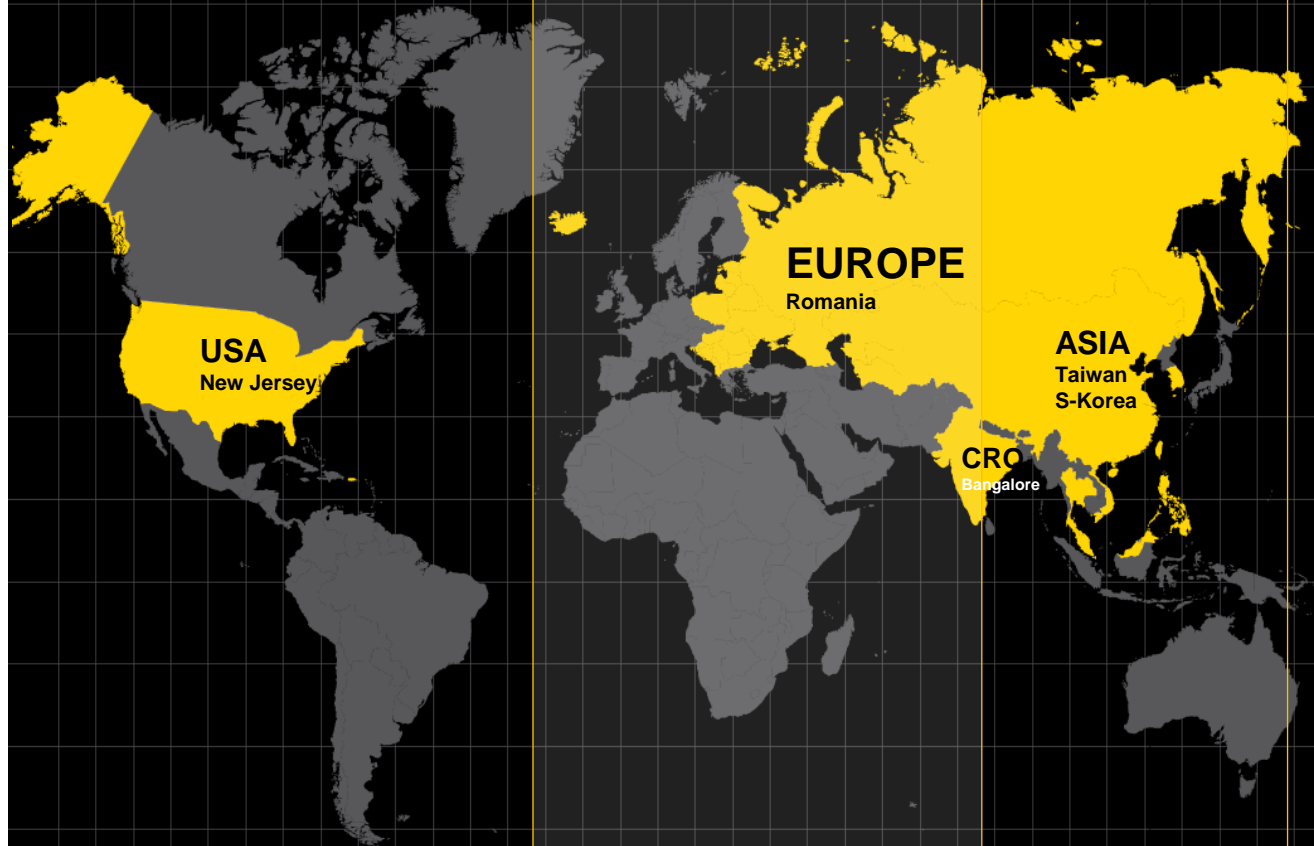 EUROPE
Romania
USA
New Jersey
ASIA
Taiwan
S-Korea
CRO
Bangalore